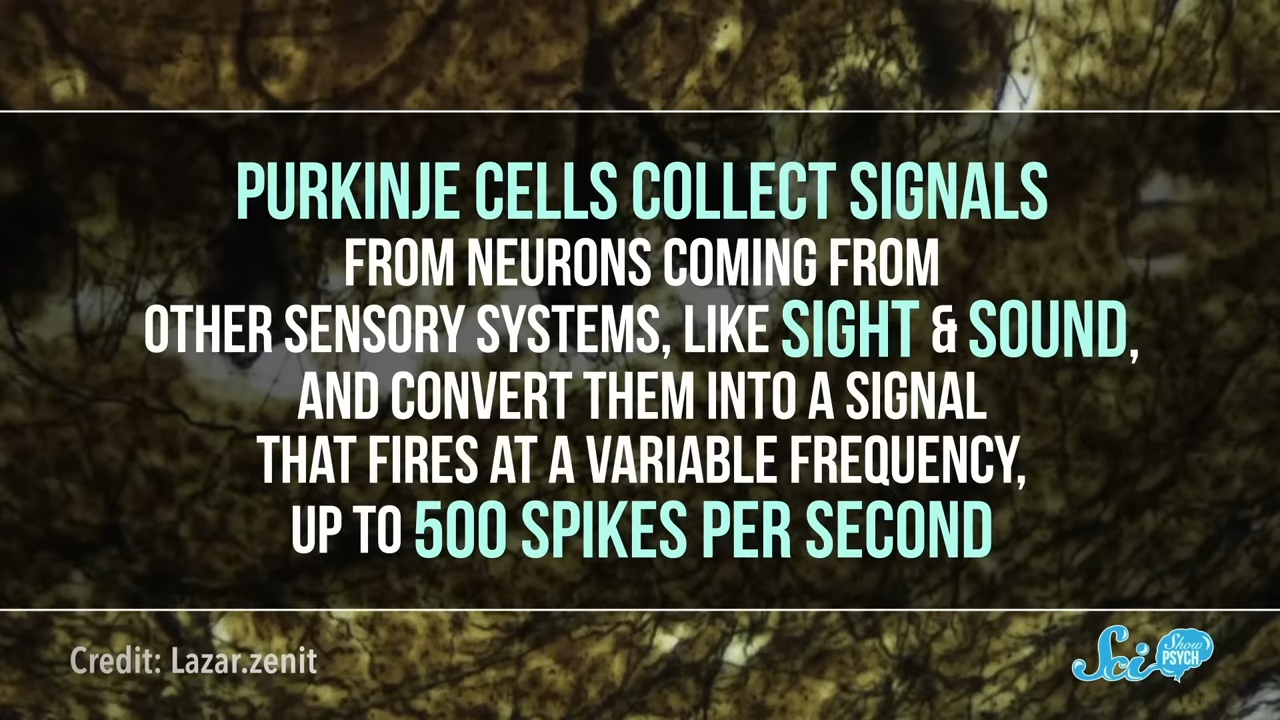 PURKINJE CELLS COLLECT SIGNALS
FROM NEURONS COMING FROM
OTHER SENSORY SYSTEMS, LIKE SIGHT & SOUND,
AND CONVERT THEM INTO A SIGNAL
THAT FIRES AT A VARIABLE FREQUENCY,
UP TO 500 SPIKES PER SECOND
Credit: Lazar.zenit
Sci Show
PSYCH